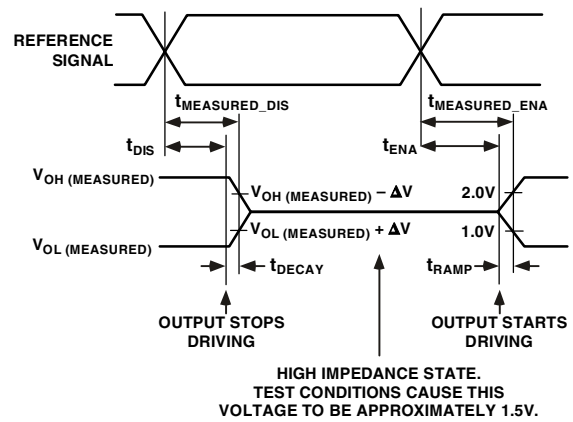 REFERENCE
SIGNAL
tMEASURED_DIS
tMEASURED_ENA
tDIS
tENA
VOH (MEASURED)
VOH (MEASURED) – ΔV
2.0V
VOL (MEASURED) + ΔV
1.0V
VOL (MEASURED)
tDECAY
tRAMP
OUTPUT STOPS
DRIVING
OUTPUT STARTS
DRIVING
HIGH IMPEDANCE STATE.
TEST CONDITIONS CAUSE THIS
VOLTAGE TO BE APPROXIMATELY 1.5V.